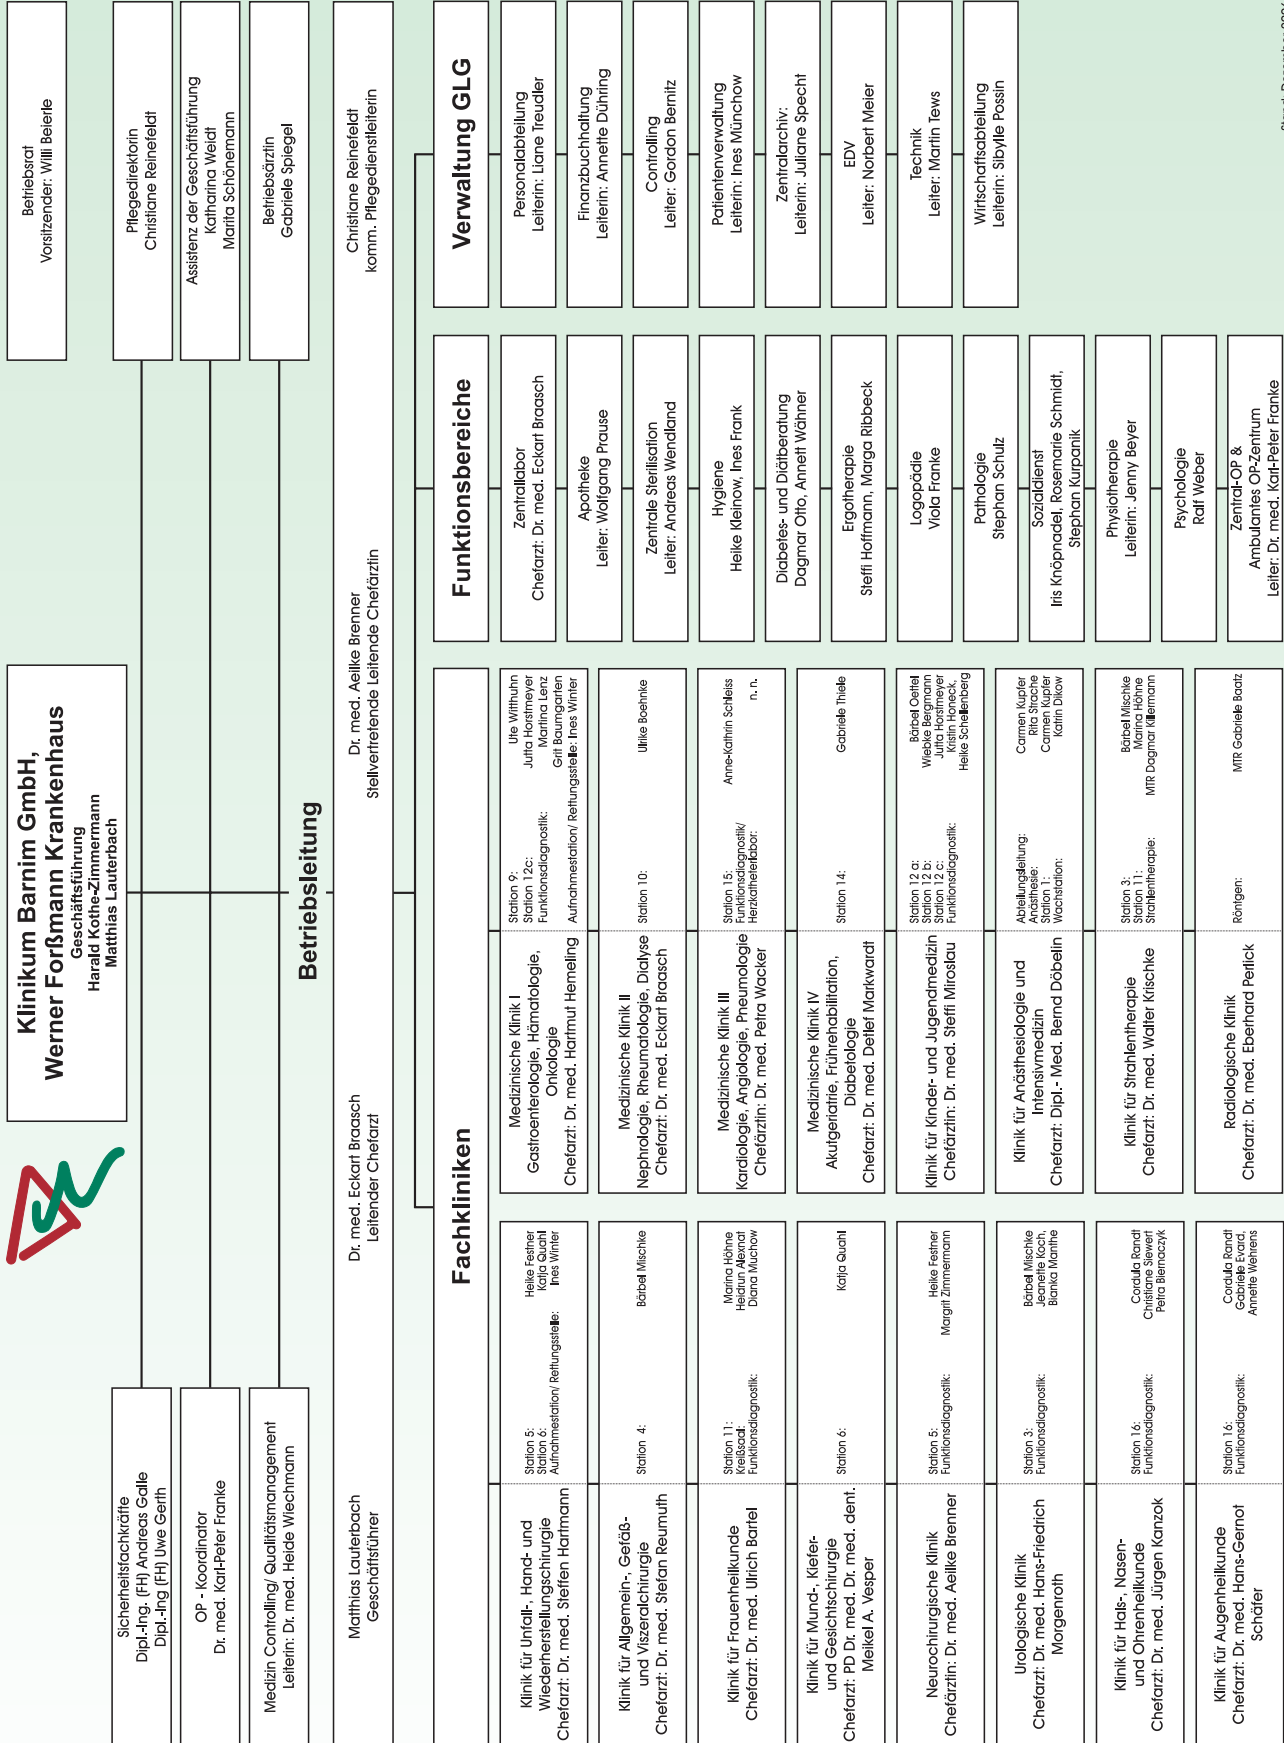 Klinikum Barnim GmbH,
Werner Forßmann Krankenhaus
Geschäftsführung
Harald Kothe-Zimmermann
Matthias Lauterbach
Betriebsrat
Vorsitzender: Willi Beierle
Sicherheitsfachkräfte
Dipl.-Ing. (FH) Andreas Galle
Dipl.-Ing (FH) Uwe Gerth
Pflegedirektorin
Christiane Reinefeldt
OP - Koordinator
Dr. med. Karl-Peter Franke
Assistenz der Geschäftsführung
Katharina Weidt
Marita Schönemann
Medizin Controlling/ Qualitätsmanagement
Leiterin: Dr. med. Heide Wiechmann
Betriebsärztin
Gabriele Spiegel
Betriebsleitung
Matthias Lauterbach
Geschäftsführer
Dr. med. Eckart Braasch
Leitender Chefarzt
Dr. med. Aeilke Brenner
Stellvertretende Leitende Chefärztin
Christiane Reinefeldt
komm. Pflegedienstleiterin
Fachkliniken
Klinik für Unfall-, Hand- und
Wiederherstellungschirurgie
Chefarzt: Dr. med. Steffen Hartmann
Station 5: Heike Festner
Station 6: Katja Quahl
Aufnahmestation/ Rettungsstelle: Ines Winter
Klinik für Allgemein-, Gefäß-
und Viszeralchirurgie
Chefarzt: Dr. med. Stefan Reumuth
Station 4: Bärbel Mischke
Klinik für Frauenheilkunde
Chefarzt: Dr. med. Ulrich Bartel
Station 11: Marina Höhne
Kreißsaal: Heidrun Alexnat
Funktionsdiagnostik: Diana Muchow
Klinik für Mund-, Kiefer-
und Gesichtschirurgie
Chefarzt: PD Dr. med. Dr. med. dent.
Meikel A. Vesper
Station 6: Katja Quahl
Neurochirurgische Klinik
Chefärztin: Dr. med. Aeilke Brenner
Station 5: Heike Festner
Funktionsdiagnostik: Margrit Zimmermann
Urologische Klinik
Chefarzt: Dr. med. Hans-Friedrich
Morgenroth
Station 3: Bärbel Mischke
Funktionsdiagnostik: Jeanette Koch,
Bianka Manthe
Klinik für Hals-, Nasen-
und Ohrenheilkunde
Chefarzt: Dr. med. Jürgen Kanzok
Station 16: Cordula Randt
Funktionsdiagnostik: Christiane Siewert
Petra Biernaczyk
Klinik für Augenheilkunde
Chefarzt: Dr. med. Hans-Gernot
Schäfer
Station 16: Cordula Randt
Funktionsdiagnostik: Gabriele Evard,
Annette Wehrens
Medizinische Klinik I
Gastroenterologie, Hämatologie,
Onkologie
Chefarzt: Dr. med. Hartmut Hemeling
Station 9: Ute Witthuhn
Station 12c: Jutta Horstmeyer
Funktionsdiagnostik: Martina Lenz
Grit Baumgarten
Aufnahmestation/ Rettungsstelle: Ines Winter
Medizinische Klinik II
Nephrologie, Rheumatologie, Dialyse
Chefarzt: Dr. med. Eckart Braasch
Station 10: Ulrike Boehnke
Medizinische Klinik III
Kardiologie, Angiologie, Pneumologie
Chefärztin: Dr. med. Petra Wacker
Station 15: Anne-Kathrin Schleiss
Funktionsdiagnostik/
Herzkatheterlabor: n. n.
Medizinische Klinik IV
Akutgeriatrie, Frührehabilitation,
Diabetologie
Chefarzt: Dr. med. Detlef Markwardt
Station 14: Gabriele Thiele
Klinik für Kinder- und Jugendmedizin
Chefärztin: Dr. med. Steffi Miroslau
Station 12 a: Bärbel Oettel
Station 12 b: Wiebke Bergmann
Station 12 c: Jutta Horstmeyer
Funktionsdiagnostik: Kristin Honeck,
Heike Schellenberg
Klinik für Anästhesiologie und
Intensivmedizin
Chefarzt: Dipl.- Med. Bernd Döbelin
Abteilungsleitung: Carmen Kupfer
Anästhesie: Rita Strache
Station 1: Carmen Kupfer
Wachstation: Katrin Dikow
Klinik für Strahlentherapie
Chefarzt: Dr. med. Walter Krischke
Station 3: Bärbel Mischke
Station 11: Marina Höhne
Strahlentherapie: MTR Dagmar Killermann
Radiologische Klinik
Chefarzt: Dr. med. Eberhard Perlick
Röntgen: MTR Gabriele Baatz
Funktionsbereiche
Zentrallabor
Chefarzt: Dr. med. Eckart Braasch
Apotheke
Leiter: Wolfgang Prause
Zentrale Sterilisation
Leiter: Andreas Wendland
Hygiene
Heike Kleinow, Ines Frank
Diabetes- und Diätberatung
Dagmar Otto, Annett Wähner
Ergotherapie
Steffi Hoffmann, Marga Ribbeck
Logopädie
Viola Franke
Pathologie
Stephan Schulz
Sozialdienst
Iris Knöpnadel, Rosemarie Schmidt,
Stephan Kurpanik
Physiotherapie
Leiterin: Jenny Beyer
Psychologie
Ralf Weber
Zentral-OP &
Ambulantes OP-Zentrum
Leiter: Dr. med. Karl-Peter Franke
Verwaltung GLG
Personalabteilung
Leiterin: Liane Treudler
Finanzbuchhaltung
Leiterin: Annette Dühring
Controlling
Leiter: Gordon Bernitz
Patientenverwaltung
Leiterin: Ines Münchow
Zentralarchiv:
Leiterin: Juliane Specht
EDV
Leiter: Norbert Meier
Technik
Leiter: Martin Tews
Wirtschaftsabteilung
Leiterin: Sibylle Possin